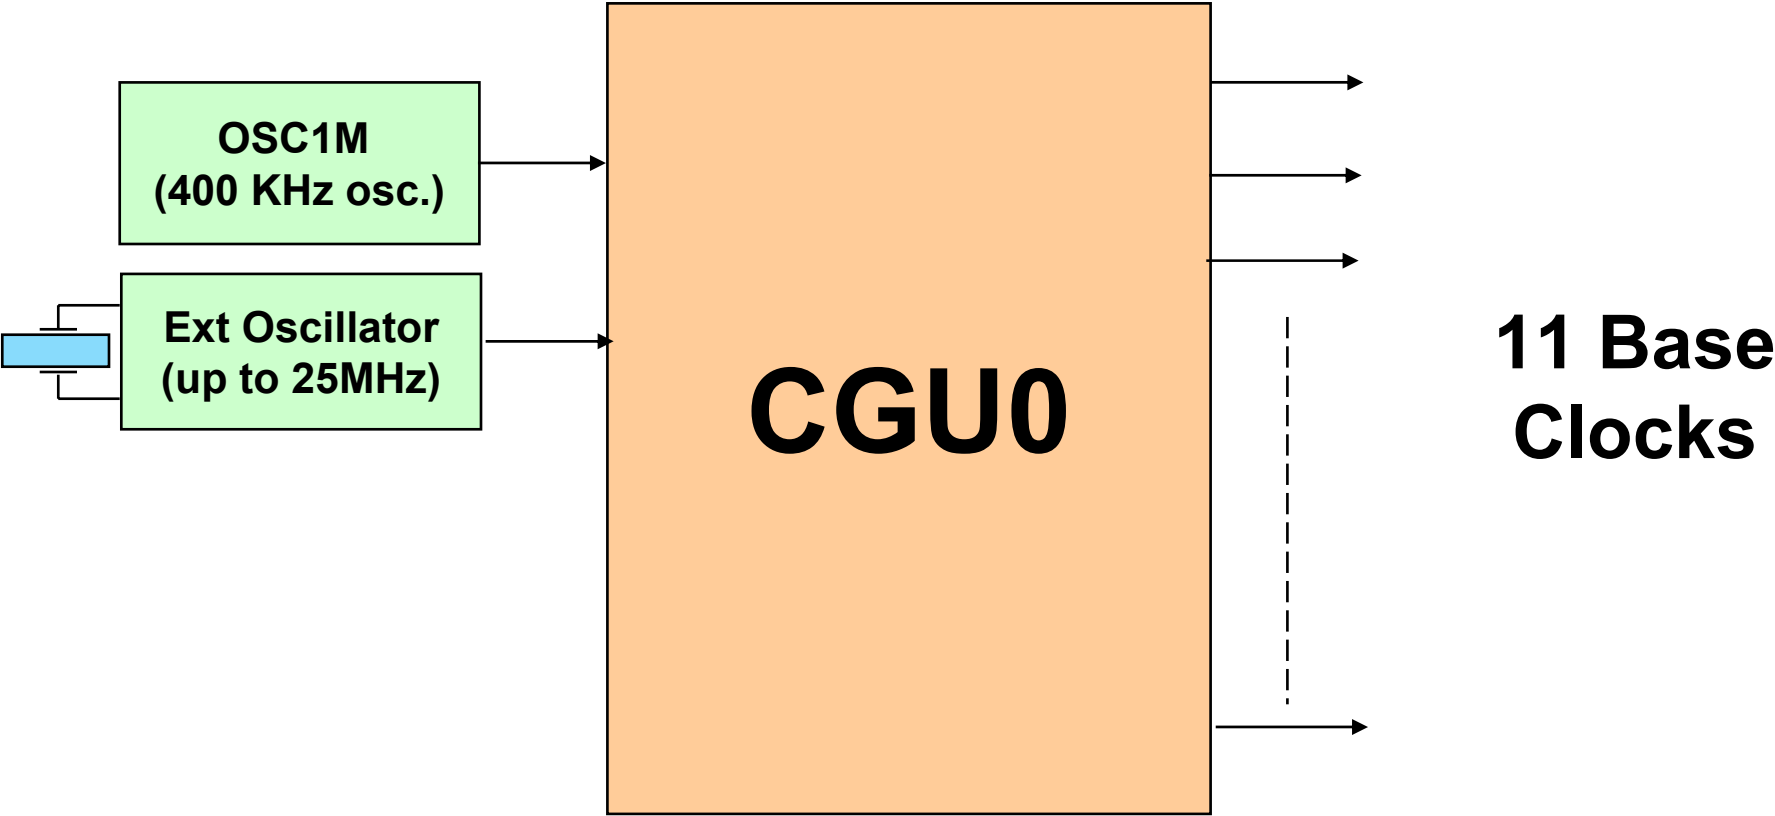 OSC1M
(400 KHz osc.)
Ext Oscillator
(up to 25MHz)
CGU0
11 Base
Clocks